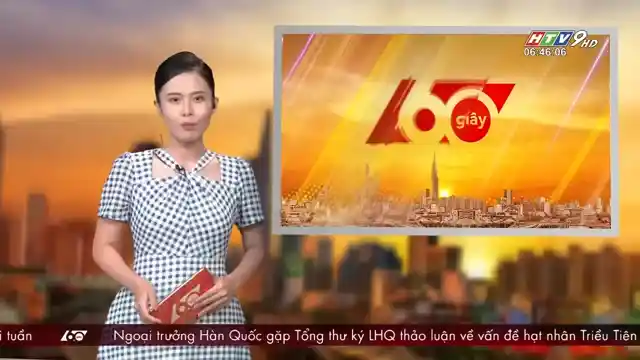 HTV9HD
06:46:06
60 giây
i tuần 60 Ngoại trưởng Hàn Quốc gặp Tổng thư ký LHQ thảo luận về vấn đề hạt nhân Triều Tiên